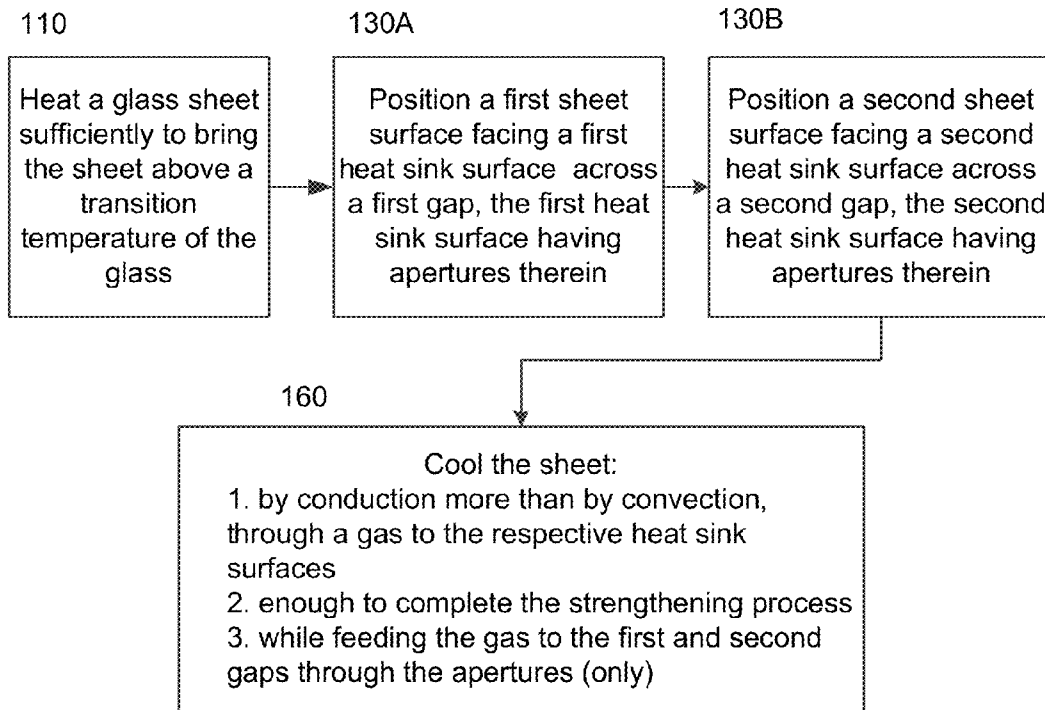 110
Heat a glass sheet
sufficiently to bring
the sheet above a
transition
temperature of the
glass
130A
Position a first sheet
surface facing a first
heat sink surface across
a first gap, the first heat
sink surface having
apertures therein
130B
Position a second sheet
surface facing a second
heat sink surface across
a second gap, the second
heat sink surface having
apertures therein
160
Cool the sheet:
1. by conduction more than by convection,
through a gas to the respective heat sink
surfaces
2. enough to complete the strengthening process
3. while feeding the gas to the first and second
gaps through the apertures (only)